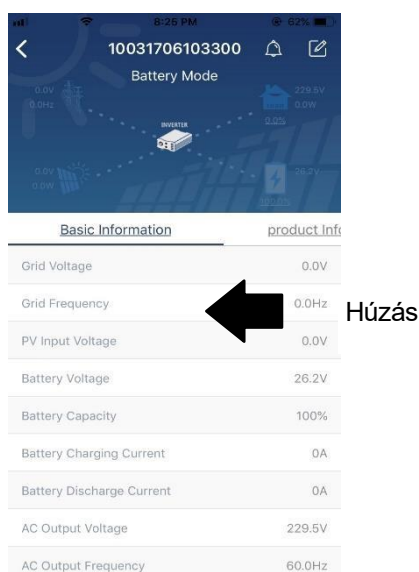 8:25 PM 62%
10031706103300
Battery Mode
0.0V
0.0Hz
229.5V
0.0W
0.0%
INVERTER
0.0V
0.0W
26.2V
100.0%
Basic Information product Info
Grid Voltage 0.0V
Grid Frequency 0.0Hz
Húzás
PV Input Voltage 0.0V
Battery Voltage 26.2V
Battery Capacity 100%
Battery Charging Current 0A
Battery Discharge Current 0A
AC Output Voltage 229.5V
AC Output Frequency 60.0Hz